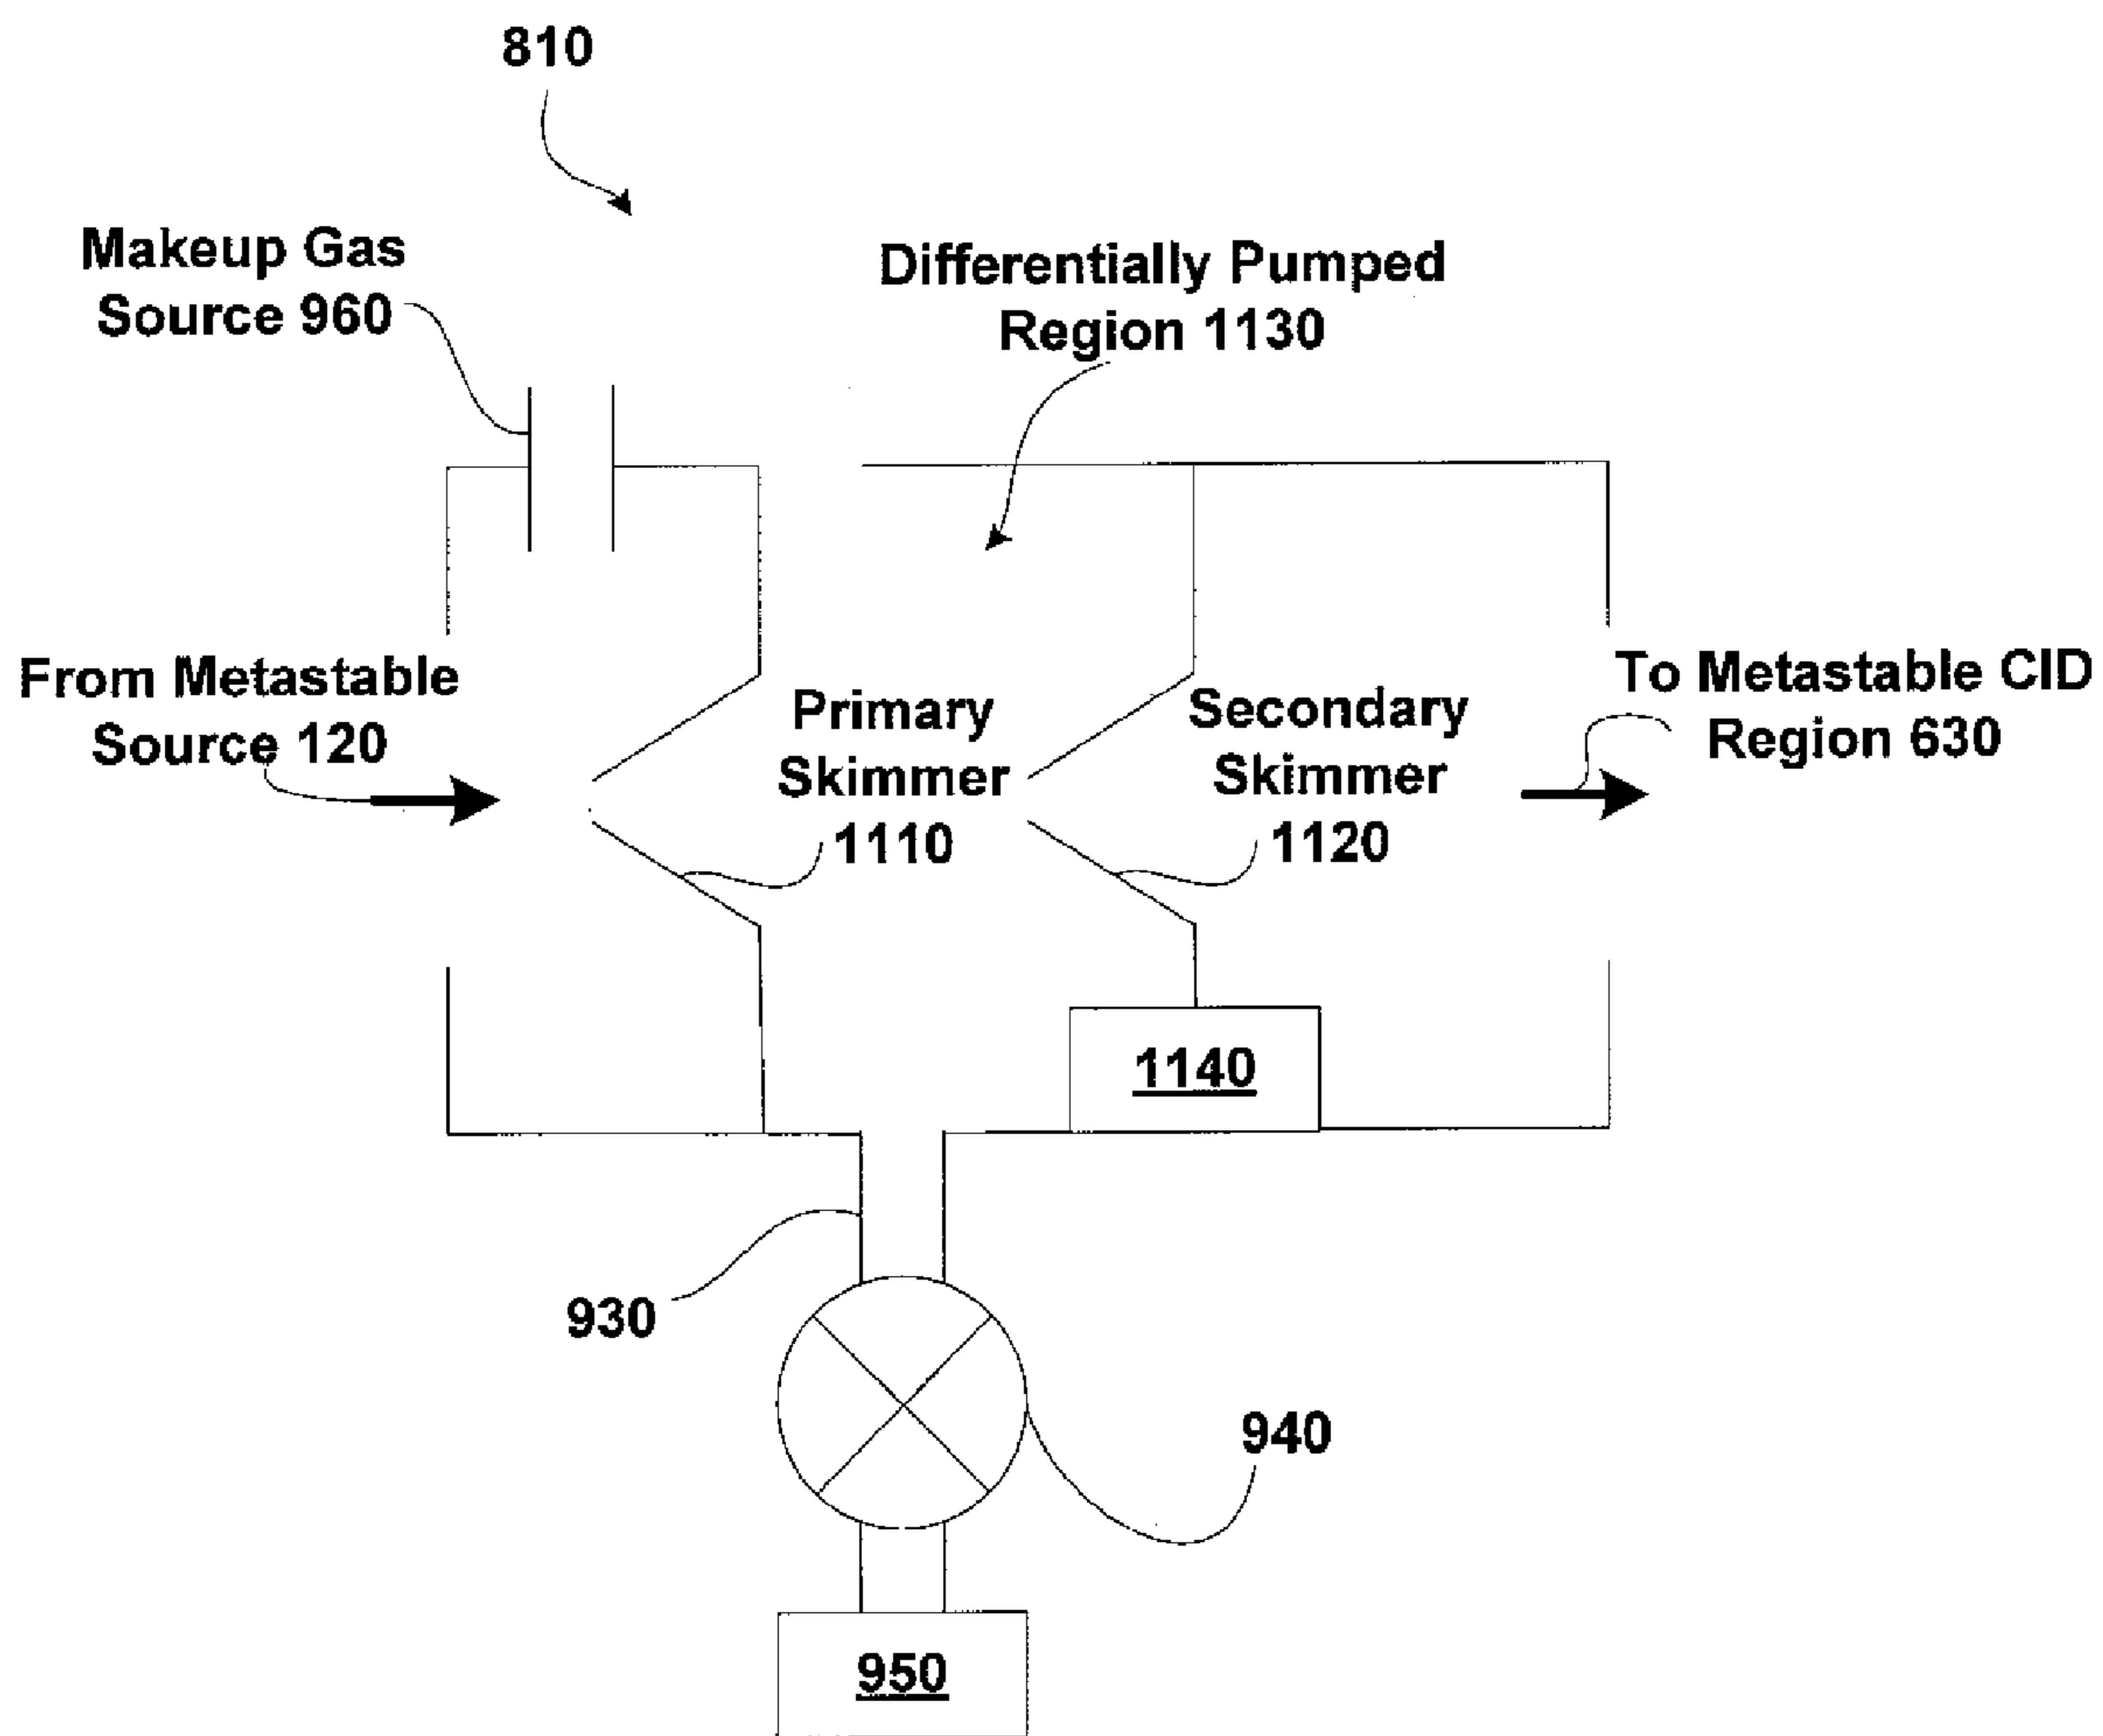 810
Makeup Gas
Source 960
Differentially Pumped
Region 1130
From Metastable
Source 120
Primary
Skimmer
1110
Secondary
Skimmer
1120
To Metastable CID
Region 630
1140
930
940
950